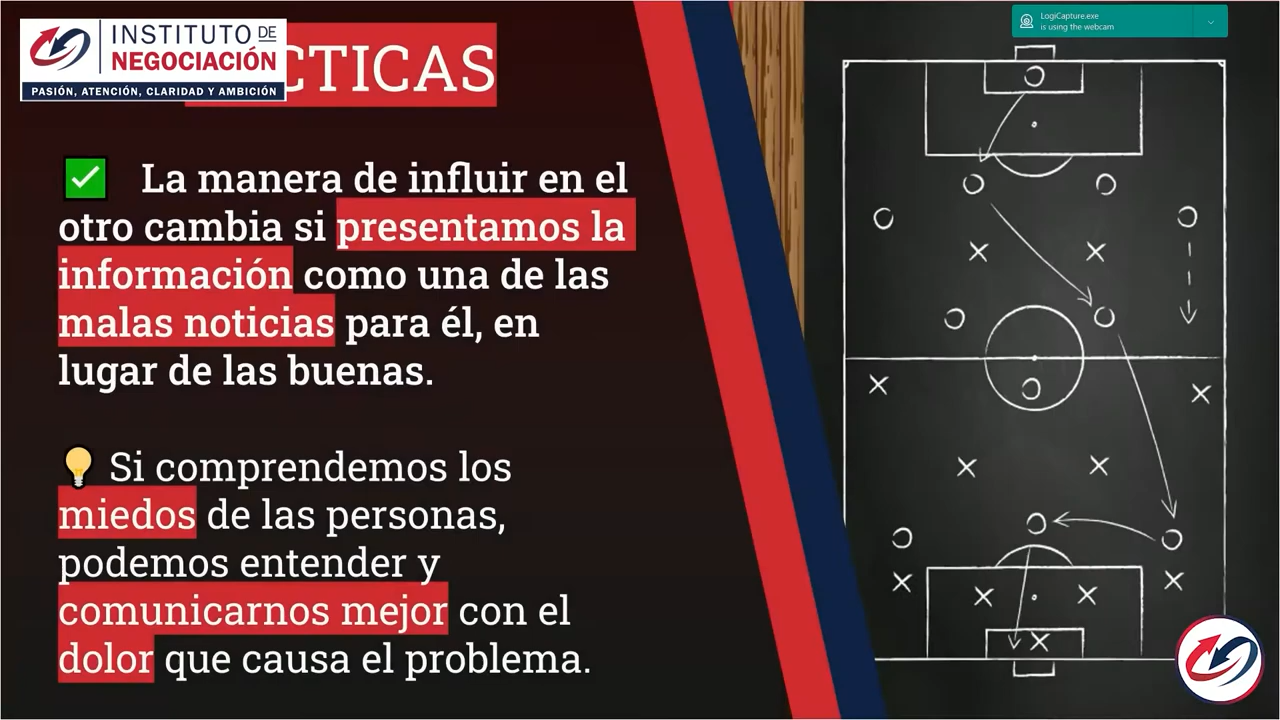 INSTITUTO DE
NEGOCIACIÓN
PASIÓN, ATENCIÓN, CLARIDAD Y AMBICIÓN
CTICAS
LogiCapture.exe
is using the webcam
✅ La manera de influir en el
otro cambia si presentamos la
información como una de las
malas noticias para él, en
lugar de las buenas.
💡 Si comprendemos los
miedos de las personas,
podemos entender y
comunicarnos mejor con el
dolor que causa el problema.